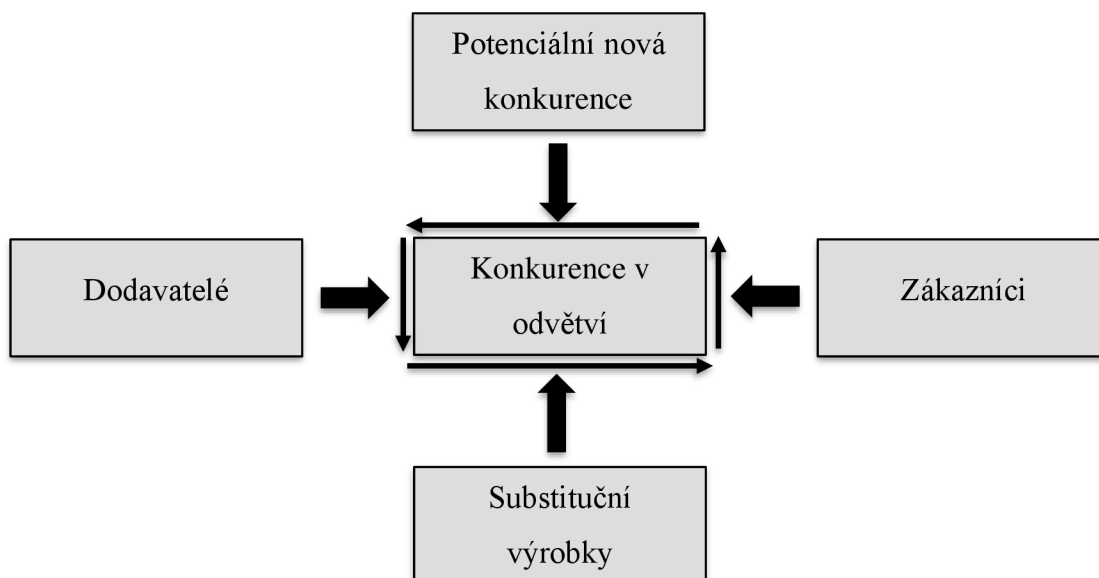 Potenciální nová
konkurence
Dodavatelé
Konkurence v
odvětví
Zákazníci
Substituční
výrobky